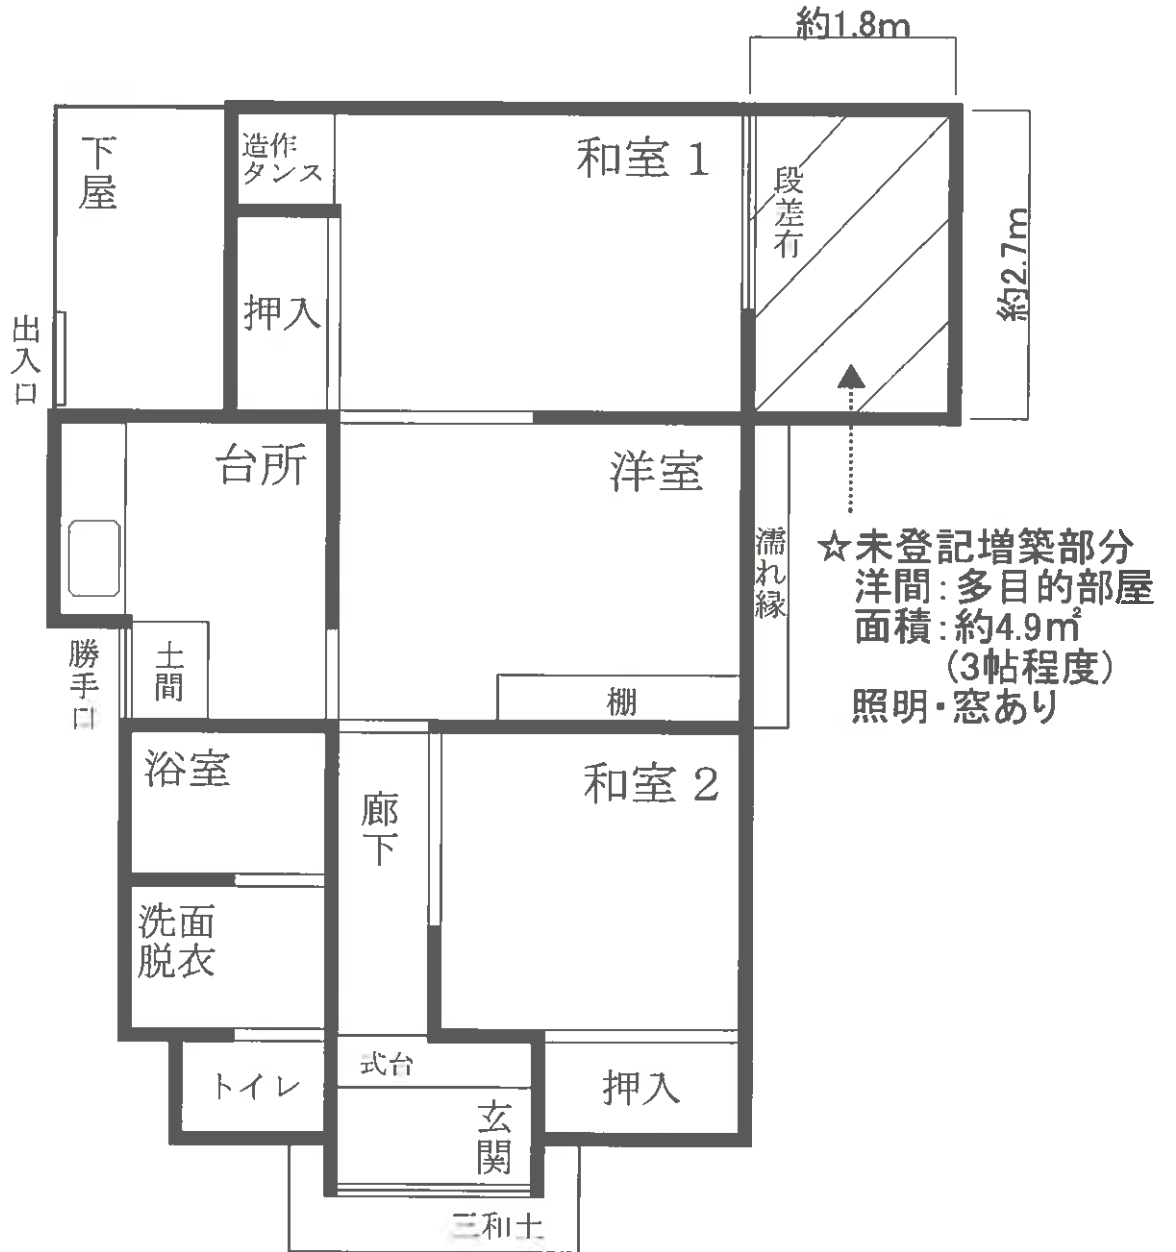 約1.8m
下屋
造作
タンス
和室 1
段差有
約2.7m
押入
出入口
台所
洋室
濡れ縁
☆未登記増築部分
洋間:多目的部屋
面積:約4.9㎡
(3帖程度)
照明・窓あり
勝手口
土間
棚
浴室
廊下
和室 2
洗面
脱衣
トイレ
式台
押入
玄関
三和土